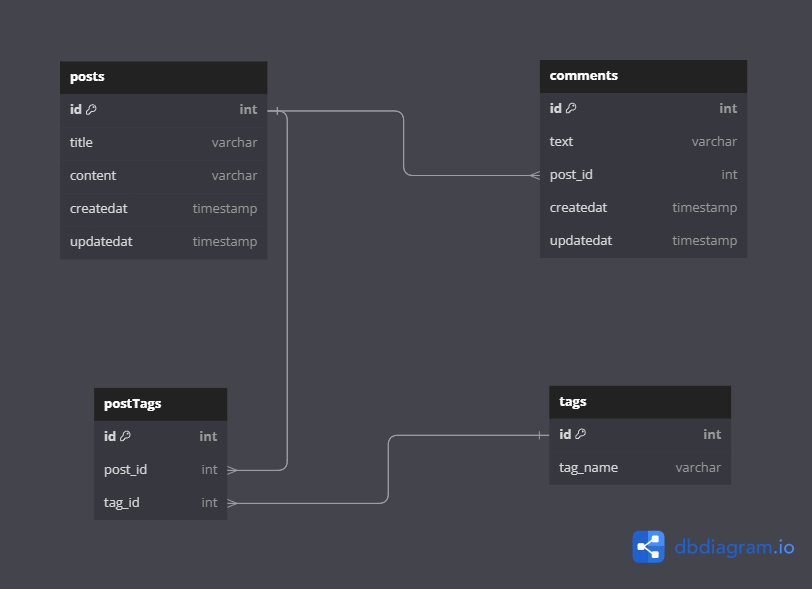 posts
id int
title varchar
content varchar
createdat timestamp
updatedat timestamp
comments
id int
text varchar
post_id int
createdat timestamp
updatedat timestamp
postTags
id int
post_id int
tag_id int
tags
id int
tag_name varchar
dbdiagram.io